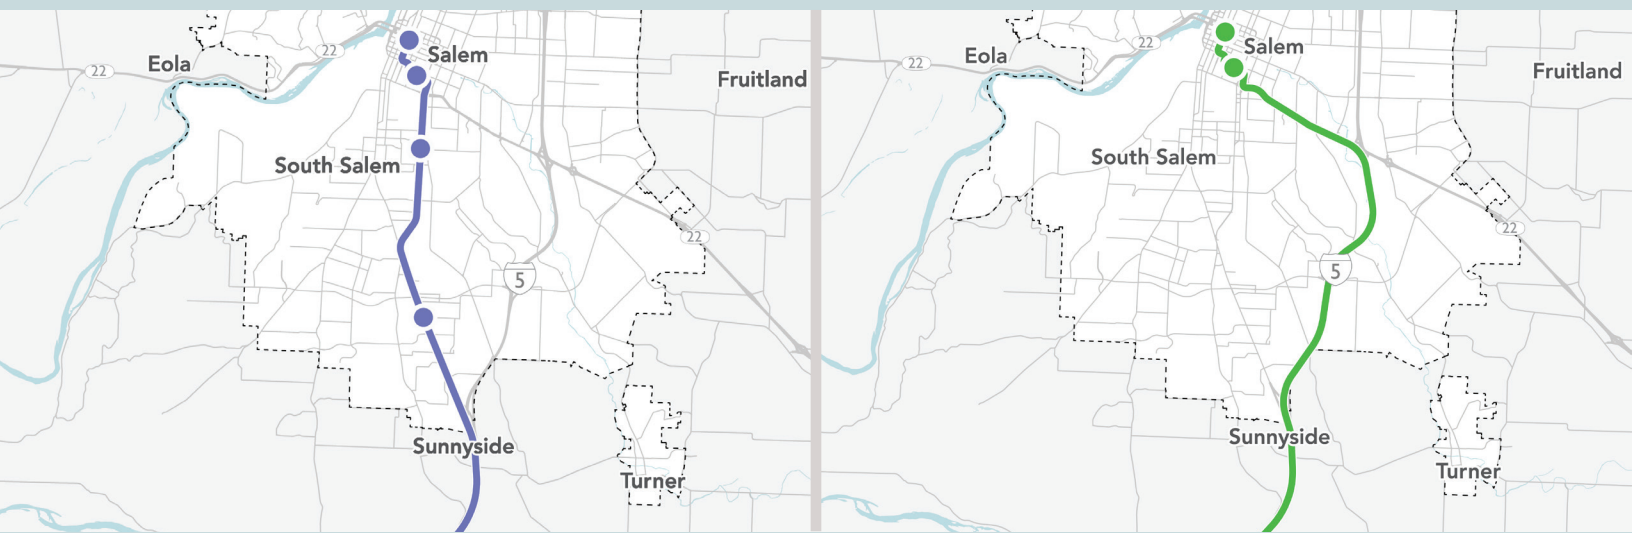 Salem
22
Eola
22
Fruitland
South Salem
22
5
Sunnyside
Turner
Salem
22
Eola
22
Fruitland
South Salem
22
5
Sunnyside
Turner